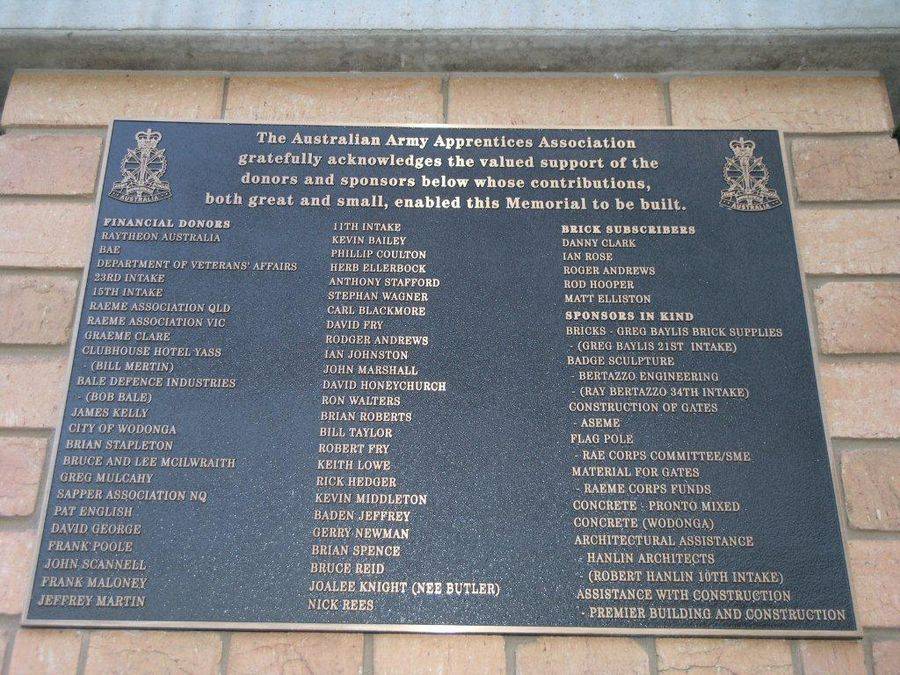 The Australian Army Apprentices Association
gratefully acknowledges the valued support of the
donors and sponsors below whose contributions,
both great and small, enabled this Memorial to be built.
AUSTRALIA
AUSTRALIA
FINANCIAL DONORS
RAYTHEON AUSTRALIA
BAE
DEPARTMENT OF VETERANS' AFFAIRS
23RD INTAKE
15TH INTAKE
RAEME ASSOCIATION QLD
RAEME ASSOCIATION VIC
GRAEME CLARE
CLUBHOUSE HOTEL YASS
- (BILL MERTIN)
BALE DEFENCE INDUSTRIES
- (BOB BALE)
JAMES KELLY
CITY OF WODONGA
BRIAN STAPLETON
BRUCE AND LEE MCILWRAITH
GREG MULCAHY
SAPPER ASSOCIATION NQ
PAT ENGLISH
DAVID GEORGE
FRANK POOLE
JOHN SCANNELL
FRANK MALONEY
JEFFREY MARTIN
11TH INTAKE
KEVIN BAILEY
PHILLIP COULTON
HERB ELLERBOCK
ANTHONY STAFFORD
STEPHAN WAGNER
CARL BLACKMORE
DAVID FRY
RODGER ANDREWS
IAN JOHNSTON
JOHN MARSHALL
DAVID HONEYCHURCH
RON WALTERS
BRIAN ROBERTS
BILL TAYLOR
ROBERT FRY
KEITH LOWE
RICK HEDGER
KEVIN MIDDLETON
BADEN JEFFREY
GERRY NEWMAN
BRIAN SPENCE
BRUCE REID
JOALEE KNIGHT (NEE BUTLER)
NICK REES
BRICK SUBSCRIBERS
DANNY CLARK
IAN ROSE
ROGER ANDREWS
ROD HOOPER
MATT ELLISTON
SPONSORS IN KIND
BRICKS - GREG BAYLIS BRICK SUPPLIES
- (GREG BAYLIS 21ST INTAKE)
BADGE SCULPTURE
- BERTAZZO ENGINEERING
- (RAY BERTAZZO 34TH INTAKE)
CONSTRUCTION OF GATES
- ASEME
FLAG POLE
- RAE CORPS COMMITTEE/SME
MATERIAL FOR GATES
- RAEME CORPS FUNDS
CONCRETE - PRONTO MIXED
CONCRETE (WODONGA)
ARCHITECTURAL ASSISTANCE
- HANLIN ARCHITECTS
- (ROBERT HANLIN 10TH INTAKE)
ASSISTANCE WITH CONSTRUCTION
- PREMIER BUILDING AND CONSTRUCTION